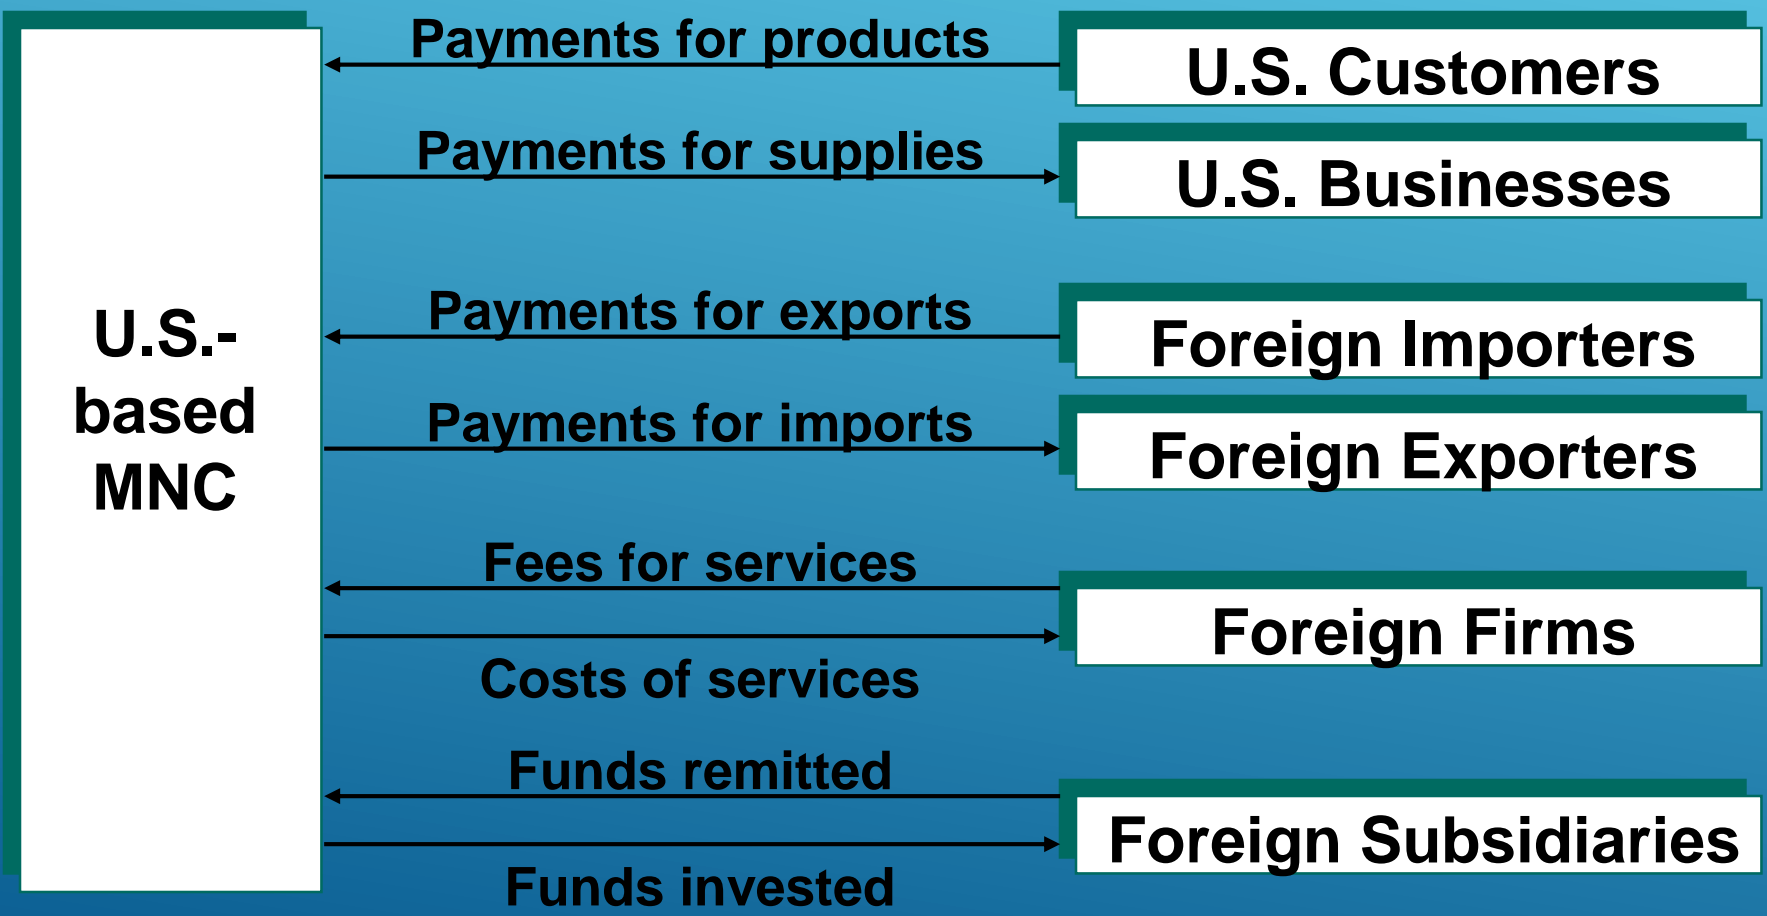 Payments for products
U.S. Customers
Payments for supplies
U.S. Businesses
U.S.-
based
MNC
Payments for exports
Foreign Importers
Payments for imports
Foreign Exporters
Fees for services
Foreign Firms
Costs of services
Funds remitted
Foreign Subsidiaries
Funds invested